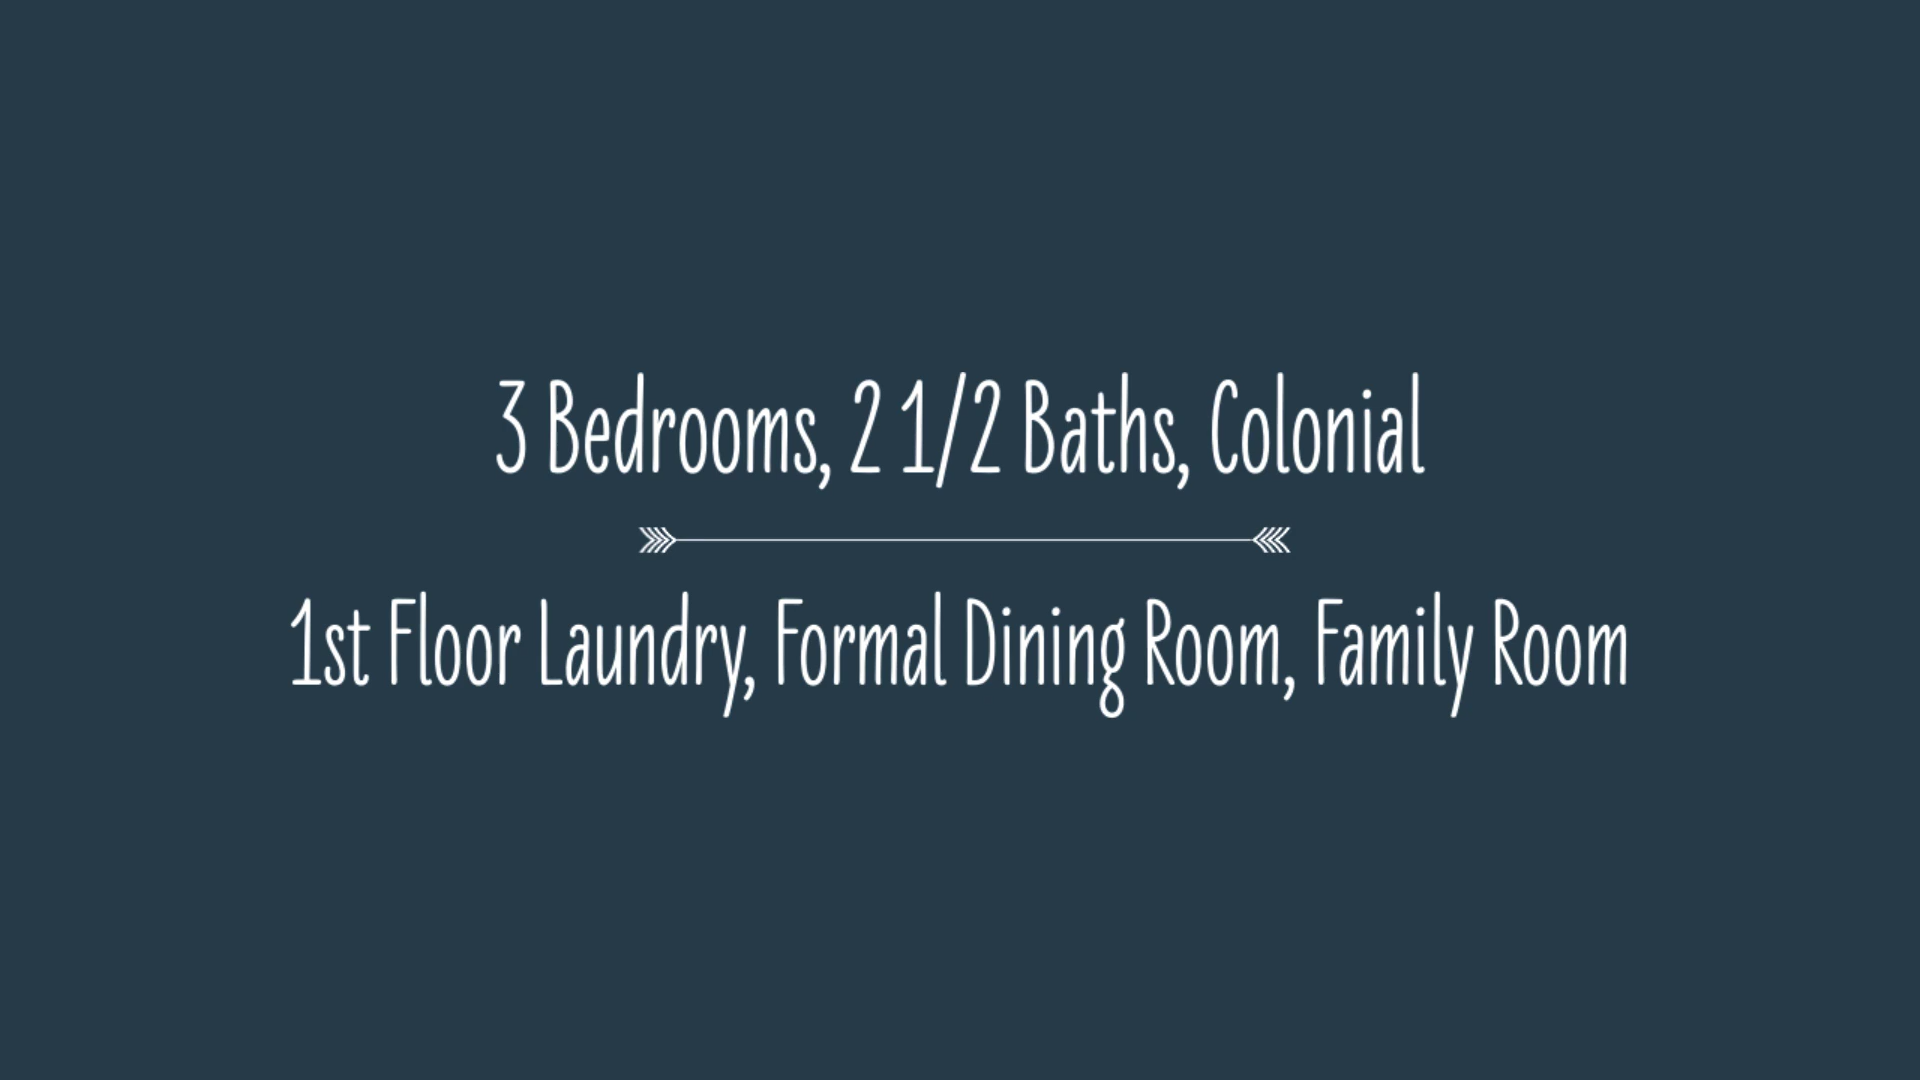 3 Bedrooms, 2 1/2 Baths, Colonial
1st Floor Laundry, Formal Dining Room, Family Room